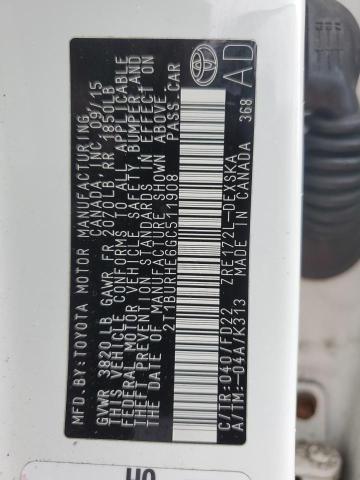 MFD.BY:TOYOTA MOTOR MANUFACTURING,
CANADA, INC. 09/15
GVWR 3820 LB GAWR FR 2020LB RR 1850LB
THIS VEHICLE CONFORMS TO ALL APPLICABLE
FEDERAL MOTOR VEHICLE SAFETY, BUMPER, AND
THEFT PREVENTION STANDARDS IN EFFECT ON
THE DATE OF MANUFACTURE SHOWN ABOVE.
2T1BURHE6GC511908 PASS.CAR
C/TR:040/FD22 ZRE172L-DEXSKA
A/TM:-04A/K313 MADE IN CANADA 368
TOYOTA
AD